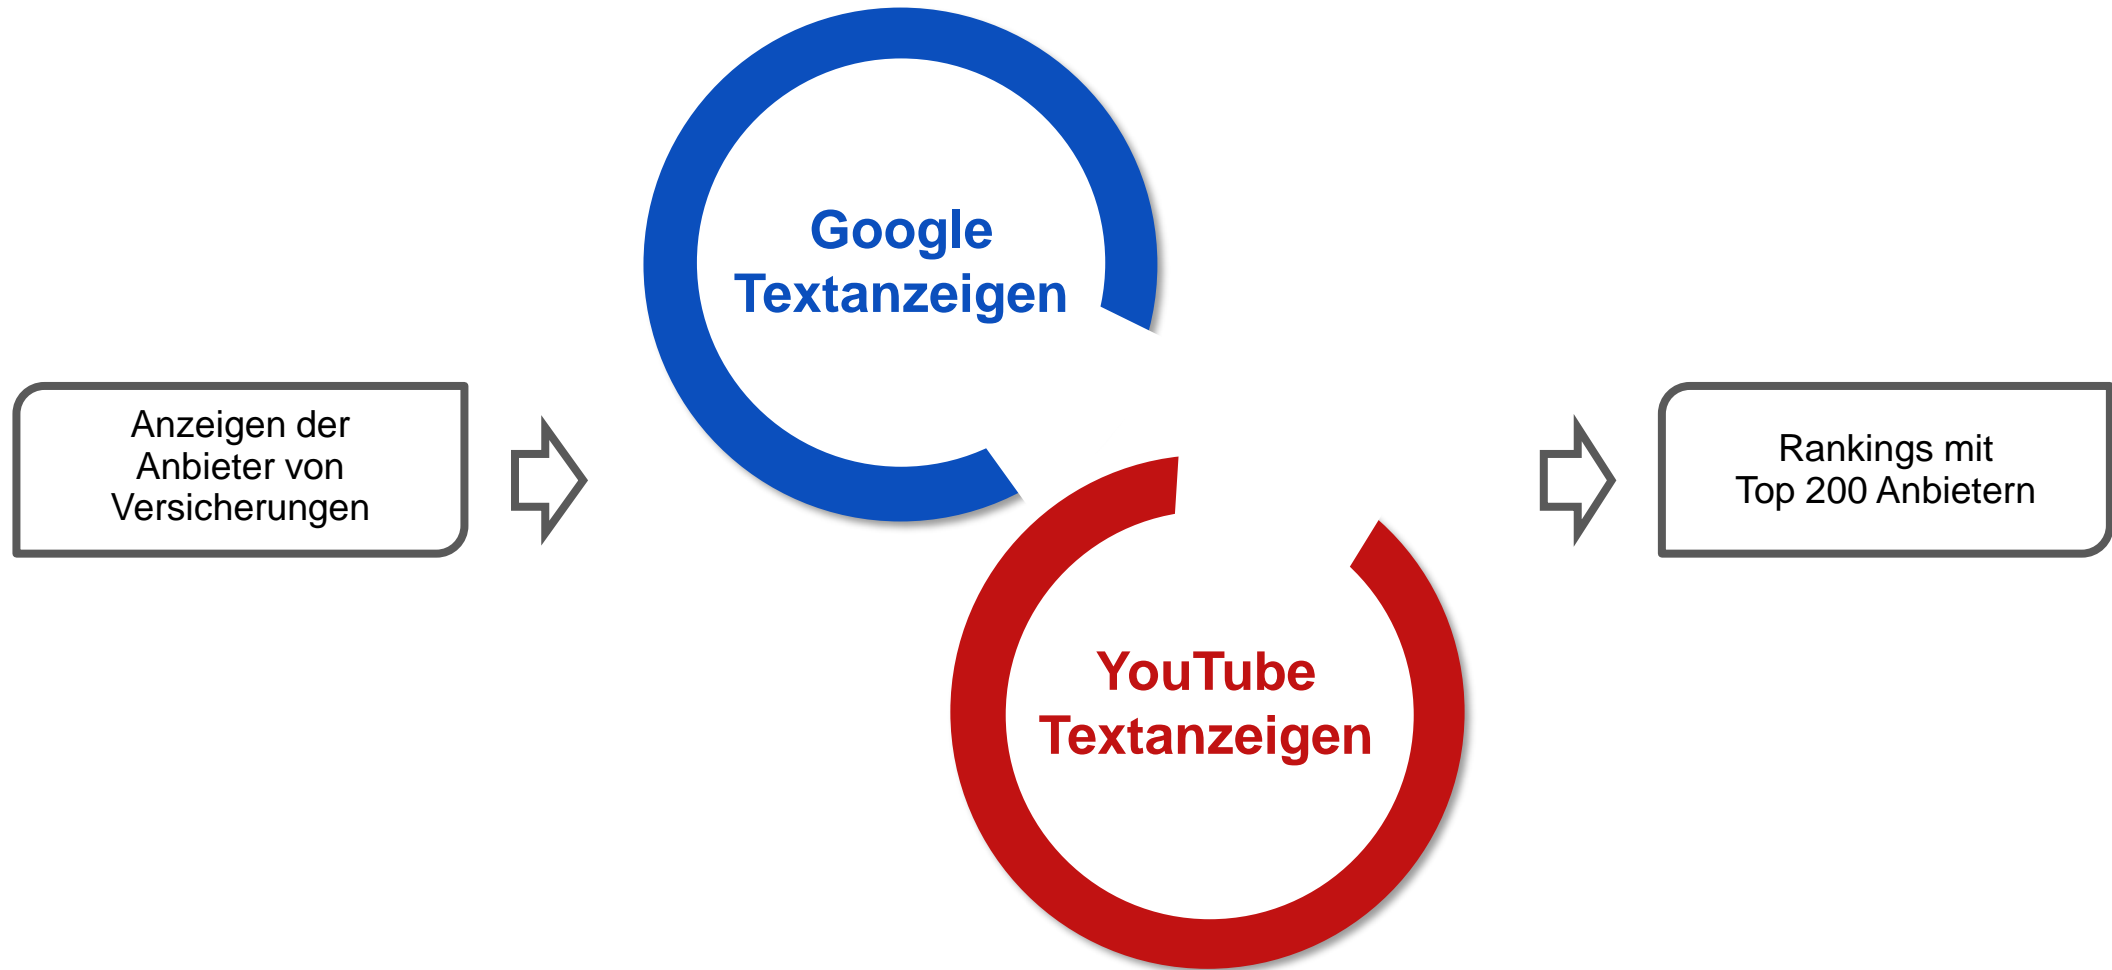 Anzeigen der
Anbieter von
Versicherungen
Google
Textanzeigen
YouTube
Textanzeigen
Rankings mit
Top 200 Anbietern